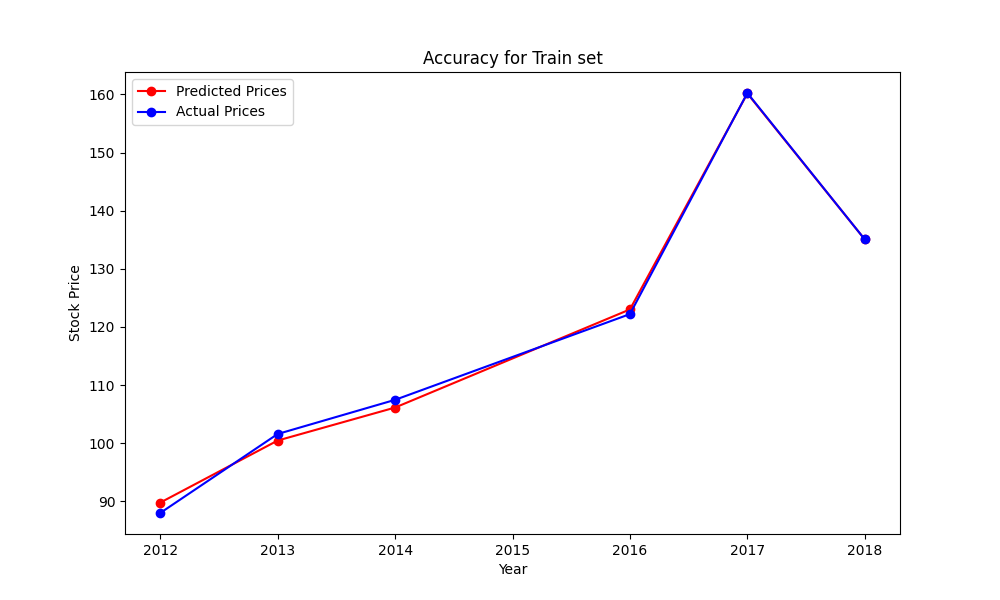 Accuracy for Train set
Predicted Prices
Actual Prices
160
150
140
130
120
110
100
90
Stock Price
2012 2013 2014 2015 2016 2017 2018
Year